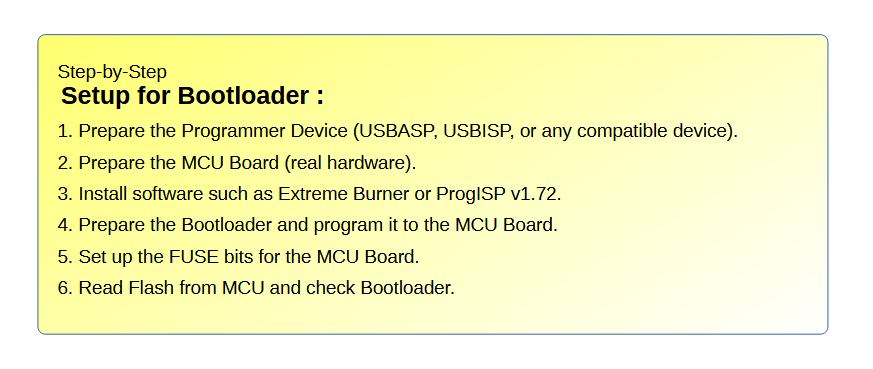 Step-by-Step
Setup for Bootloader :
1. Prepare the Programmer Device (USBASP, USBISP, or any compatible device).
2. Prepare the MCU Board (real hardware).
3. Install software such as Extreme Burner or ProgISP v1.72.
4. Prepare the Bootloader and program it to the MCU Board.
5. Set up the FUSE bits for the MCU Board.
6. Read Flash from MCU and check Bootloader.